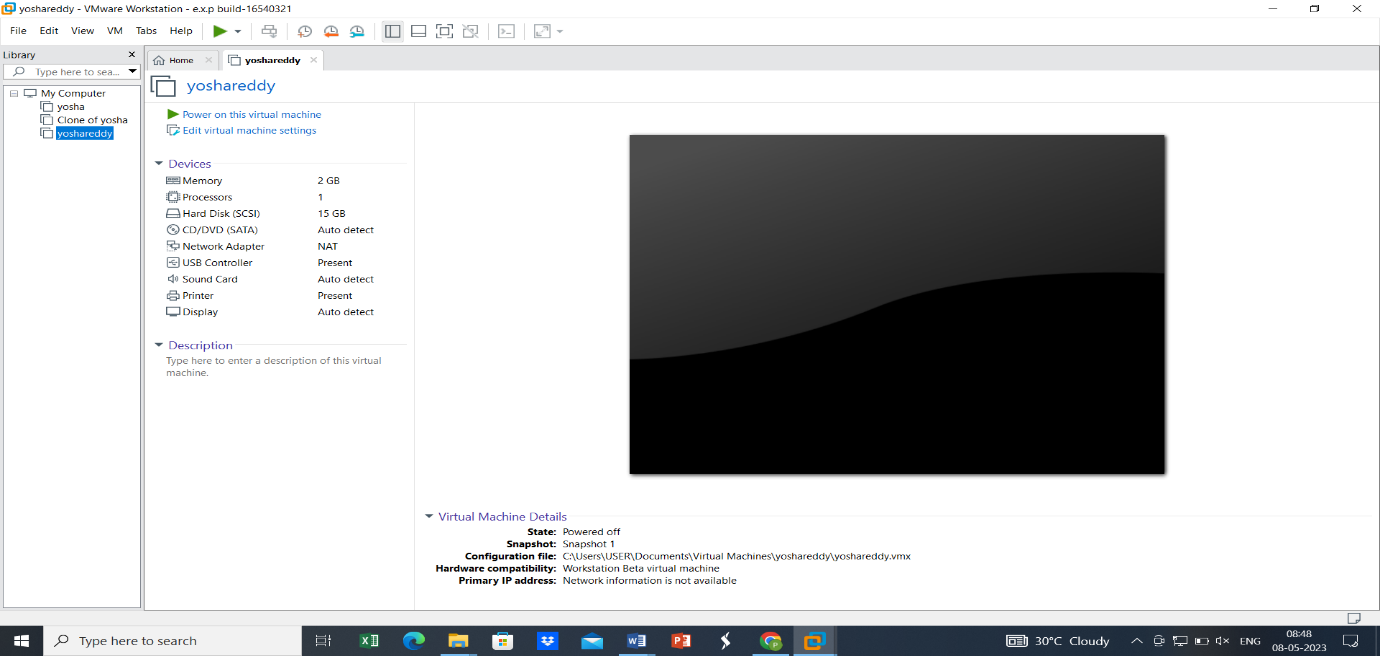 yoshareddy - VMware Workstation - e.x.p build-16540321
File Edit View VM Tabs Help
Library
Type here to sea...
Home
yoshareddy
My Computer
yosha
Clone of yosha
yoshareddy
yoshareddy
Power on this virtual machine
Edit virtual machine settings
Devices
Memory 2 GB
Processors 1
Hard Disk (SCSI) 15 GB
CD/DVD (SATA) Auto detect
Network Adapter NAT
USB Controller Present
Sound Card Auto detect
Printer Present
Display Auto detect
Description
Type here to enter a description of this virtual
machine.
Virtual Machine Details
State: Powered off
Snapshot: Snapshot 1
Configuration file: C:\Users\USER\Documents\Virtual Machines\yoshareddy\yoshareddy.vmx
Hardware compatibility: Workstation Beta virtual machine
Primary IP address: Network information is not available
Type here to search
30°C Cloudy
ENG
08:48
08-05-2023